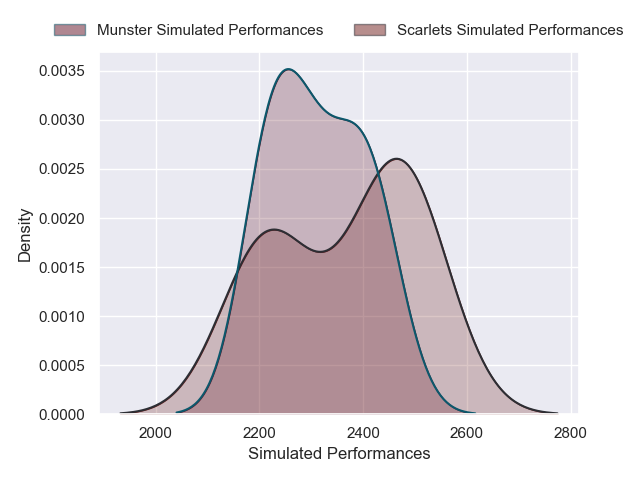 Munster Simulated Performances Scarlets Simulated Performances
0.0035
0.0030
0.0025
0.0020
0.0015
0.0010
0.0005
0.0000
Density
2000 2200 2400 2600 2800
Simulated Performances